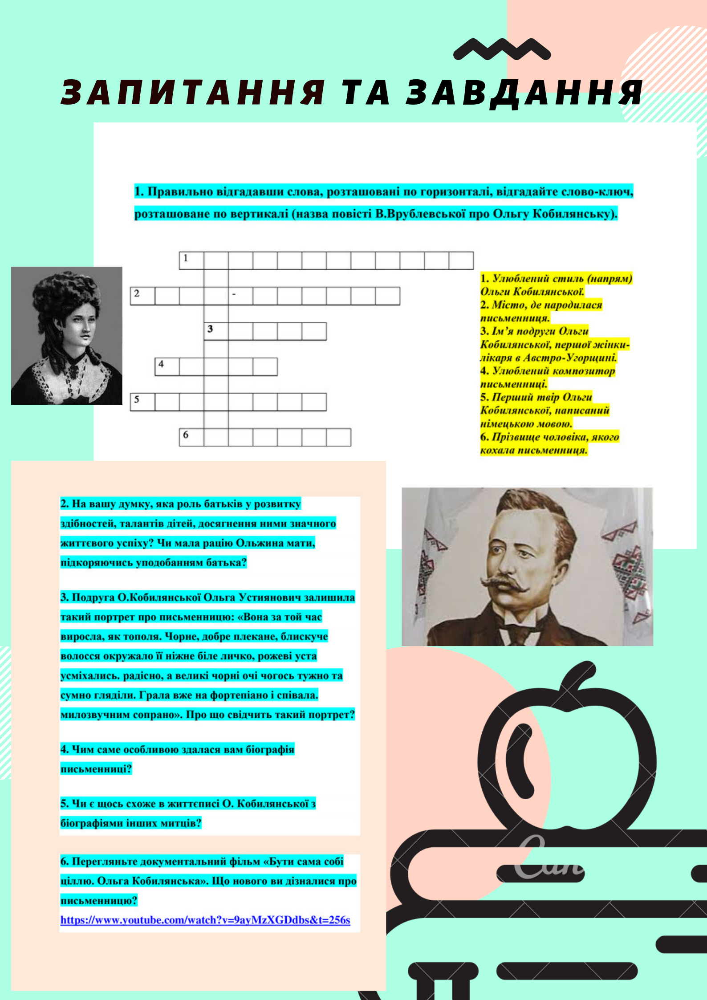 ЗАПИТАННЯ ТА ЗАВДАННЯ
1. Правильно відгадавши слова, розташовані по горизонталі, відгадайте слово-ключ,
розташоване по вертикалі (назва повісті В.Врублевської про Ольгу Кобилянську).
1
2 -
3
4
5
6
1. Улюблений стиль (напрям)
Ольги Кобилянської.
2. Місто, де народилася
письменниця.
3. Ім’я подруги Ольги
Кобилянської, першої жінки-
лікаря в Австро-Угорщині.
4. Улюблений композитор
письменниці.
5. Перший твір Ольги
Кобилянської, написаний
німецькою мовою.
6. Прізвище чоловіка, якого
кохала письменниця.
2. На вашу думку, яка роль батьків у розвитку
здібностей, талантів дітей, досягнення ними значного
життєвого успіху? Чи мала рацію Ольжина мати,
підкоряючись уподобанням батька?
3. Подруга О.Кобилянської Ольга Устиянович залишила
такий портрет про письменницю: «Вона за той час
виросла, як тополя. Чорне, добре плекане, блискуче
волосся окружало її ніжне біле личко, рожеві уста
усміхались. радісно, а великі чорні очі чогось тужно та
сумно гляділи. Грала вже на фортепіано і співала.
милозвучним сопрано». Про що свідчить такий портрет?
4. Чим саме особливою здалася вам біографія
письменниці?
5. Чи є щось схоже в життєписі О. Кобилянської з
біографіями інших митців?
6. Перегляньте документальний фільм «Бути сама собі
ціллю. Ольга Кобилянська». Що нового ви дізналися про
письменницю?
https://www.youtube.com/watch?v=9ayMzXGDdbs&t=256s